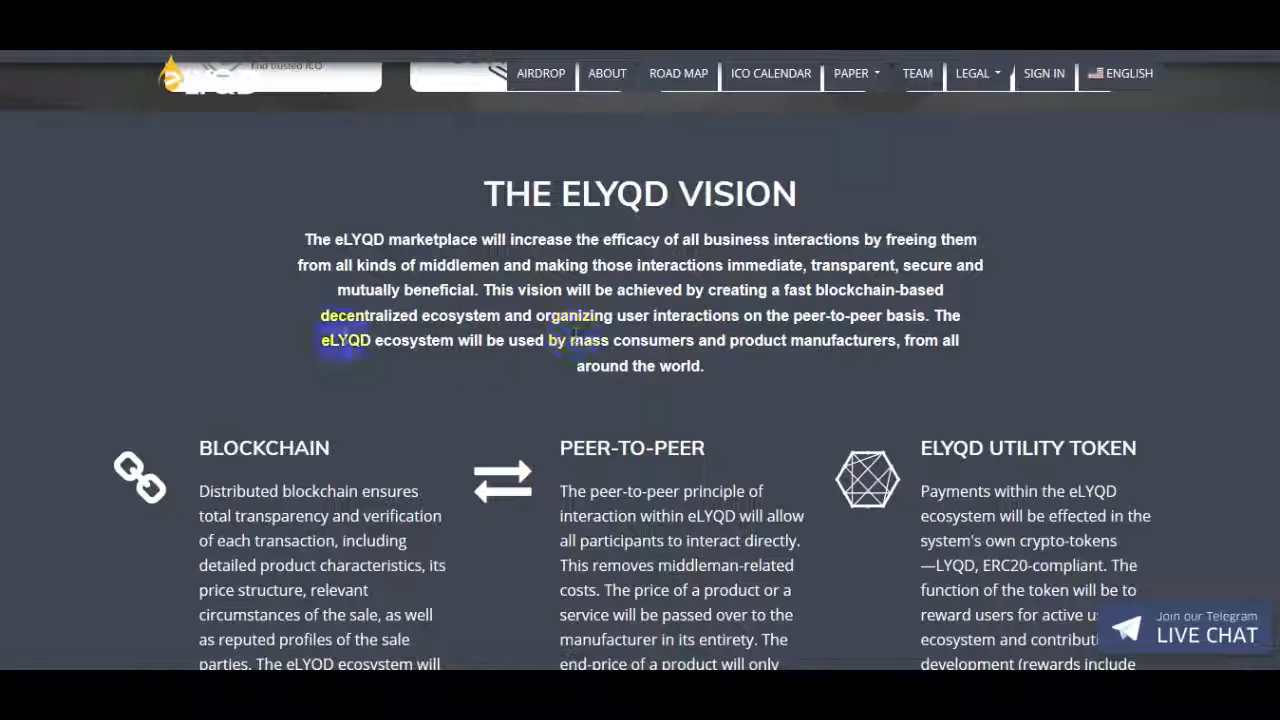 End trusted ICO
AIRDROP
ABOUT
ROAD MAP
ICO CALENDAR
PAPER
TEAM
LEGAL
SIGN IN
ENGLISH
THE ELYQD VISION
The eLYQD marketplace will increase the efficacy of all business interactions by freeing them
from all kinds of middlemen and making those interactions immediate, transparent, secure and
mutually beneficial. This vision will be achieved by creating a fast blockchain-based
decentralized ecosystem and organizing user interactions on the peer-to-peer basis. The
eLYQD ecosystem will be used by mass consumers and product manufacturers, from all
around the world.
BLOCKCHAIN
Distributed blockchain ensures
total transparency and verification
of each transaction, including
detailed product characteristics, its
price structure, relevant
circumstances of the sale, as well
as reputed profiles of the sale
parties. The eLYQD ecosystem will
PEER-TO-PEER
The peer-to-peer principle of
interaction within eLYQD will allow
all participants to interact directly.
This removes middleman-related
costs. The price of a product or a
service will be passed over to the
manufacturer in its entirety. The
end-price of a product will only
ELYQD UTILITY TOKEN
Payments within the eLYQD
ecosystem will be effected in the
system's own crypto-tokens
—LYQD, ERC20-compliant. The
function of the token will be to
reward users for active
ecosystem and
development (rewards include
Join our Telegram
LIVE CHAT